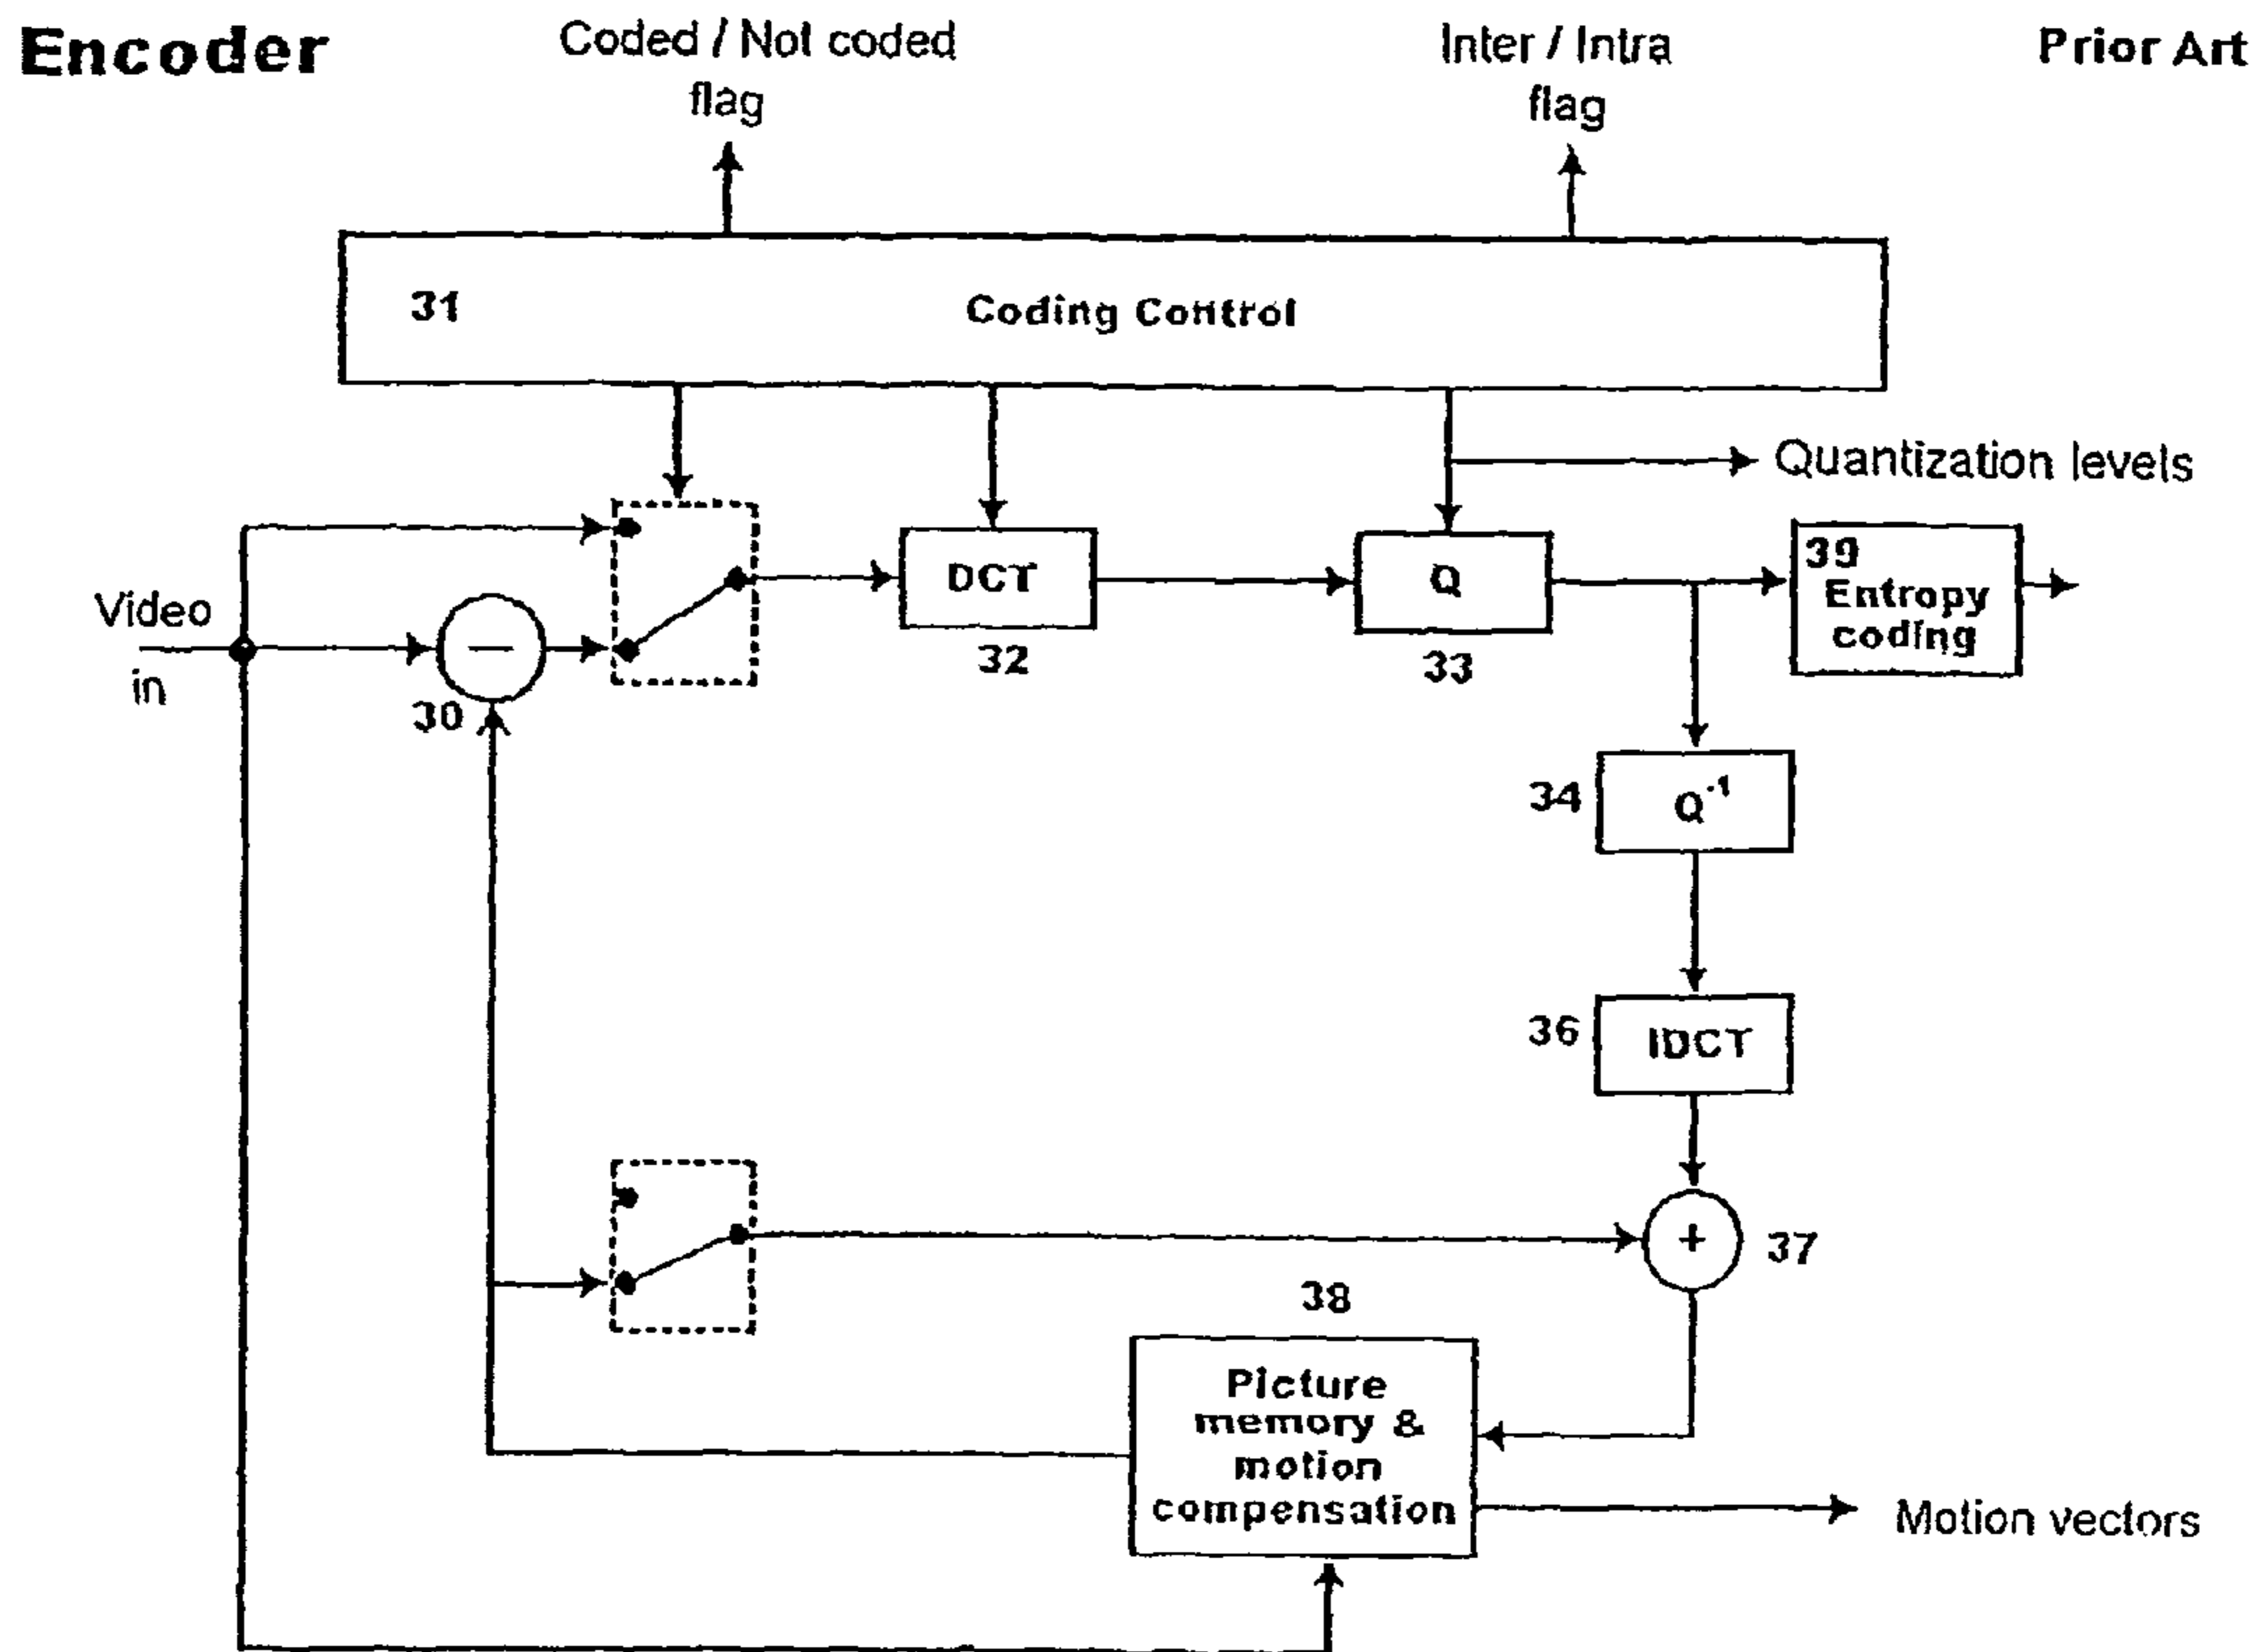 Encoder
Coded / Not coded
flag
Inter / Intra
flag
Prior Art
31
Coding Control
Quantization levels
Video
in
30
DCT
32
Q
33
39
Entropy
coding
34
Q⁻¹
36
IDCT
+
37
38
Picture
memory &
motion
compensation
Motion vectors